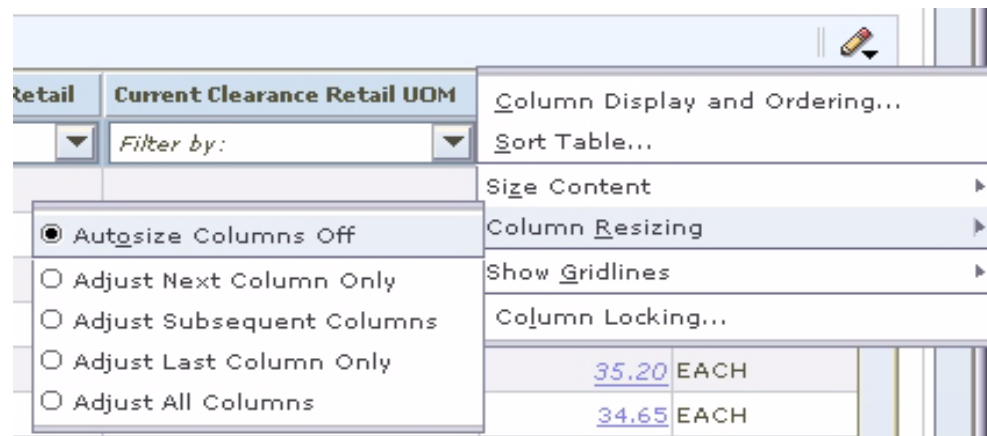 Retail
Current Clearance Retail UOM
Filter by:
Column Display and Ordering...
Sort Table...
Size Content
Column Resizing
Show Gridlines
Column Locking...
Autosize Columns Off
Adjust Next Column Only
Adjust Subsequent Columns
Adjust Last Column Only
Adjust All Columns
35.20 EACH
34.65 EACH